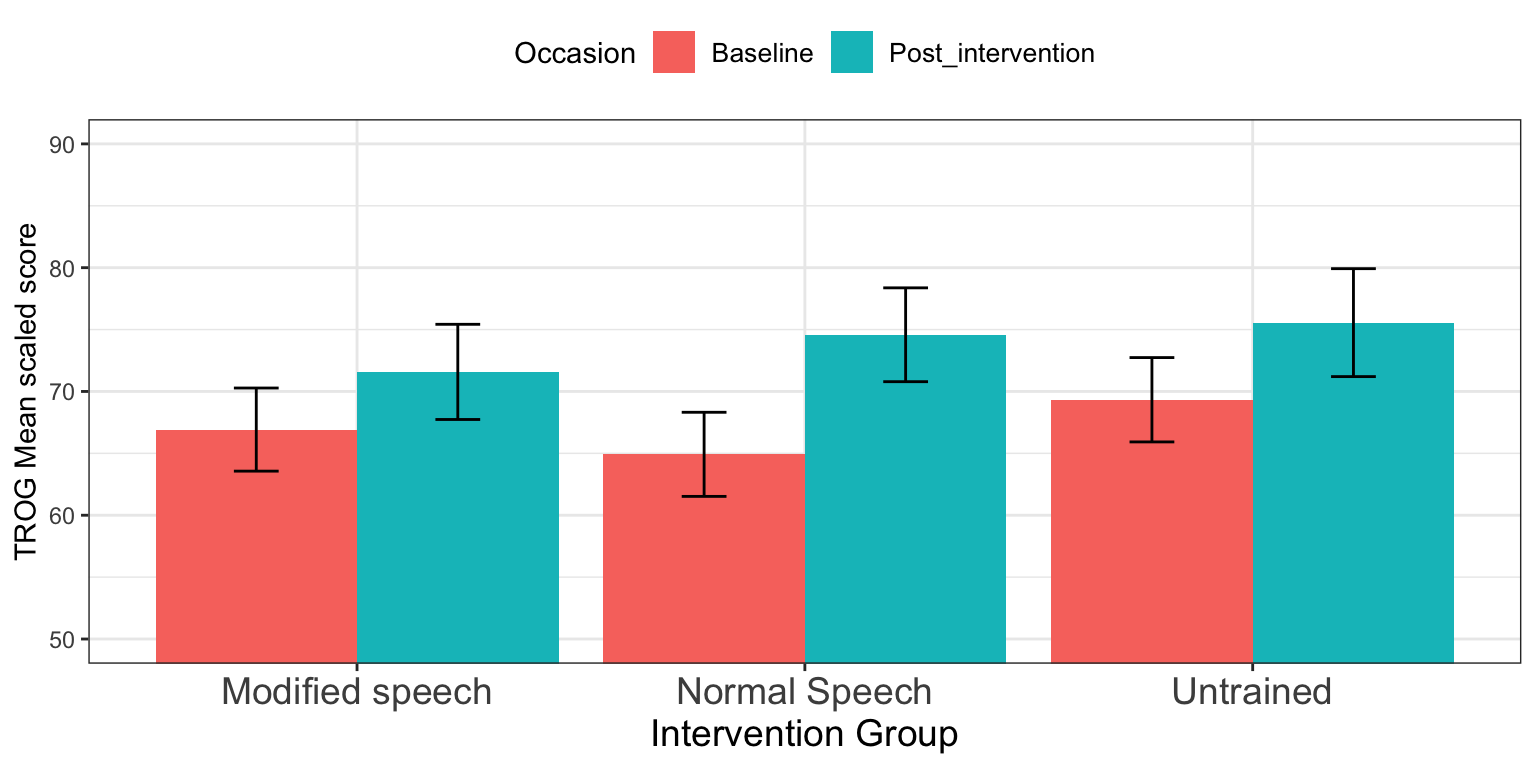 Occasion Baseline Post_intervention
TROG Mean scaled score
90
80
70
60
50
Modified speech Normal Speech Untrained
Intervention Group